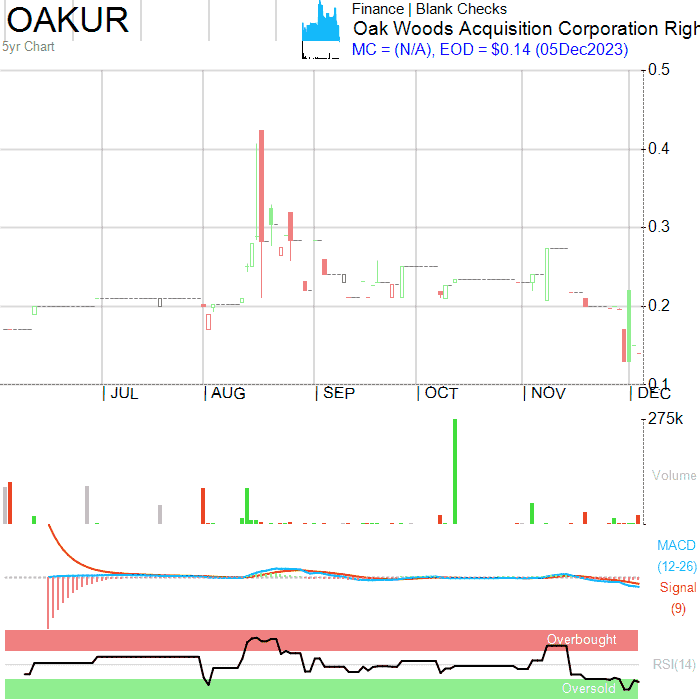 OAKUR
5yr Chart
Finance | Blank Checks
Oak Woods Acquisition Corporation Righ
MC = (N/A), EOD = $0.14 (05Dec2023)
0.5
0.4
0.3
0.2
0.1
| JUL | AUG | SEP | OCT | NOV | DEC
275k
Volume
MACD
(12-26)
Signal
(9)
Overbought
RSI(14)
Oversold